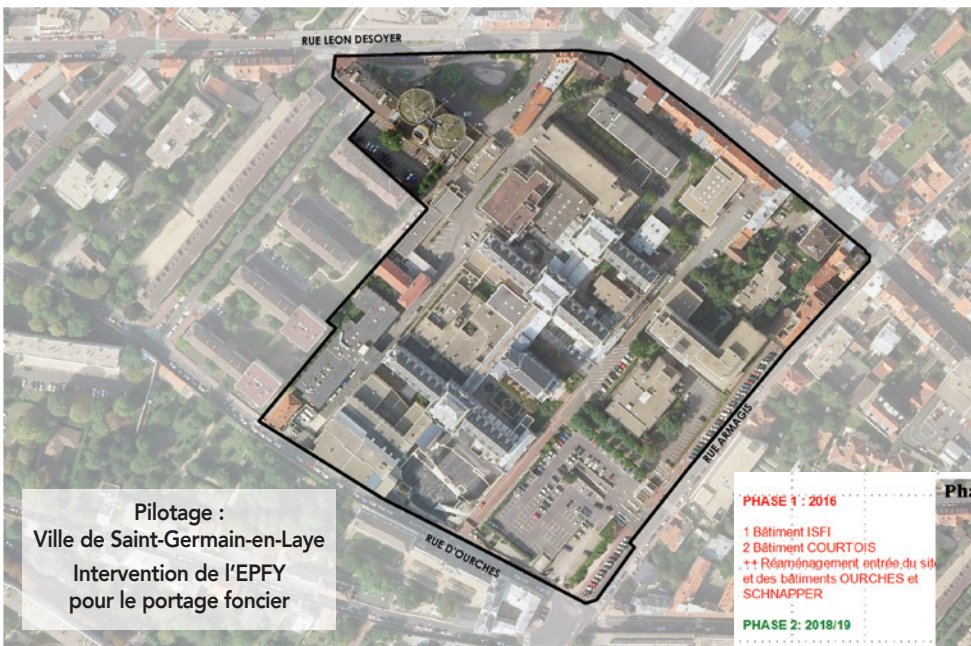 RUE LEON DESOYER
RUE ARMAGIS
RUE D'OURCHES
Pilotage :
Ville de Saint-Germain-en-Laye
Intervention de l'EPFY
pour le portage foncier
PHASE 1 : 2016
1 Bâtiment ISFI
2 Bâtiment COURTOIS
++ Réaménagement entrée du site
et des bâtiments OURCHES et
SCHNAPPER
PHASE 2: 2018/19